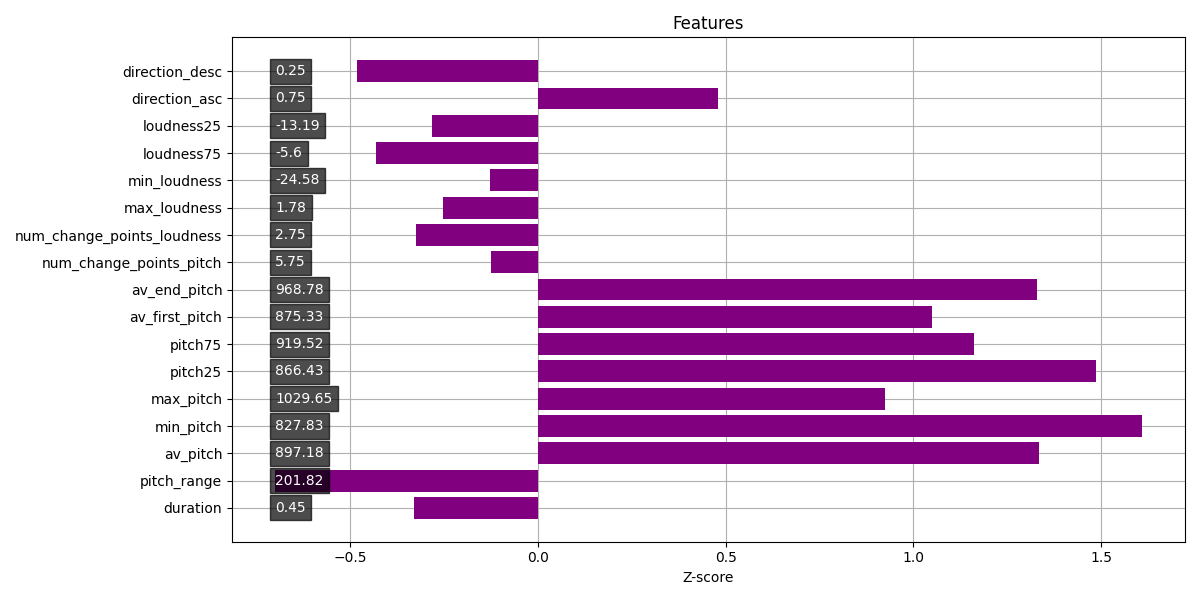 Features
direction_desc 0.25
direction_asc 0.75
loudness25 -13.19
loudness75 -5.6
min_loudness -24.58
max_loudness 1.78
num_change_points_loudness 2.75
num_change_points_pitch 5.75
av_end_pitch 968.78
av_first_pitch 875.33
pitch75 919.52
pitch25 866.43
max_pitch 1029.65
min_pitch 827.83
av_pitch 897.18
pitch_range 201.82
duration 0.45
−0.5 0.0 0.5 1.0 1.5
Z-score